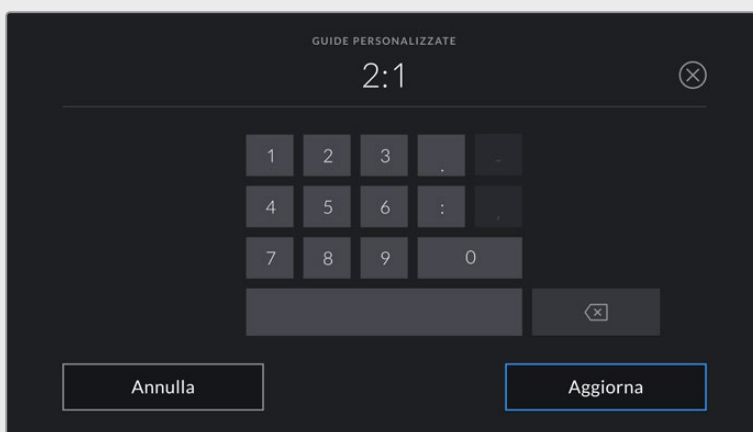 GUIDE PERSONALIZZATE
2:1
1 2 3 . -
4 5 6 : ,
7 8 9 0
Annulla Aggiorna